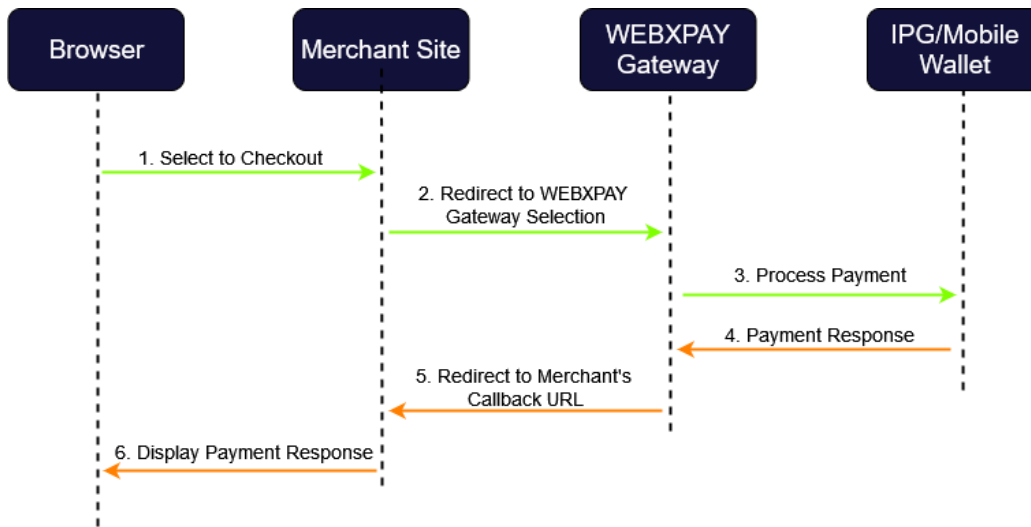 Browser
Merchant Site
WEBXPAY
Gateway
IPG/Mobile
Wallet
1. Select to Checkout
2. Redirect to WEBXPAY
Gateway Selection
3. Process Payment
4. Payment Response
5. Redirect to Merchant's
Callback URL
6. Display Payment Response